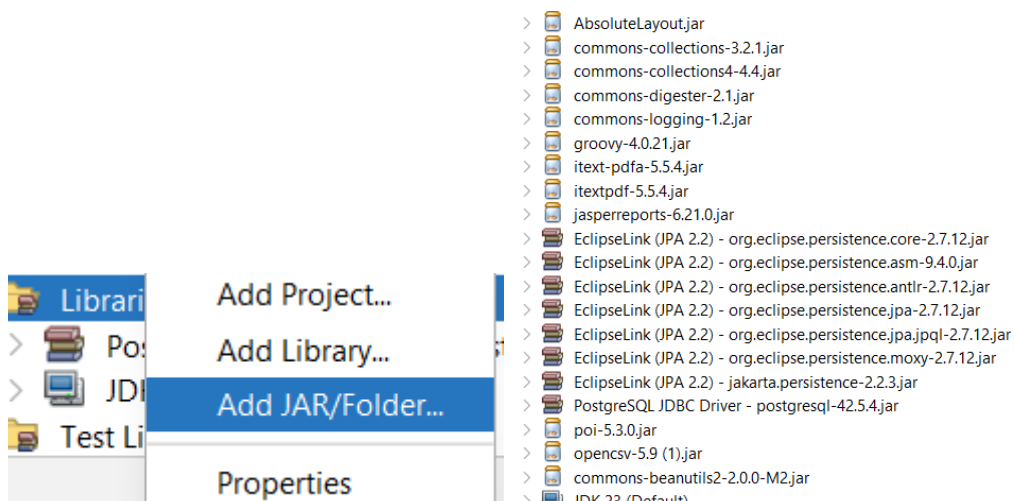 Librari
Pos
JDI
Test Li
Add Project...
Add Library...
Add JAR/Folder...
Properties
AbsoluteLayout.jar
commons-collections-3.2.1.jar
commons-collections4-4.4.jar
commons-digester-2.1.jar
commons-logging-1.2.jar
groovy-4.0.21.jar
itext-pdfa-5.5.4.jar
itextpdf-5.5.4.jar
jasperreports-6.21.0.jar
EclipseLink (JPA 2.2) - org.eclipse.persistence.core-2.7.12.jar
EclipseLink (JPA 2.2) - org.eclipse.persistence.asm-9.4.0.jar
EclipseLink (JPA 2.2) - org.eclipse.persistence.antlr-2.7.12.jar
EclipseLink (JPA 2.2) - org.eclipse.persistence.jpa-2.7.12.jar
EclipseLink (JPA 2.2) - org.eclipse.persistence.jpa.jpql-2.7.12.jar
EclipseLink (JPA 2.2) - org.eclipse.persistence.moxy-2.7.12.jar
EclipseLink (JPA 2.2) - jakarta.persistence-2.2.3.jar
PostgreSQL JDBC Driver - postgresql-42.5.4.jar
poi-5.3.0.jar
opencsv-5.9 (1).jar
commons-beanutils2-2.0.0-M2.jar
JDK 23 (Default)